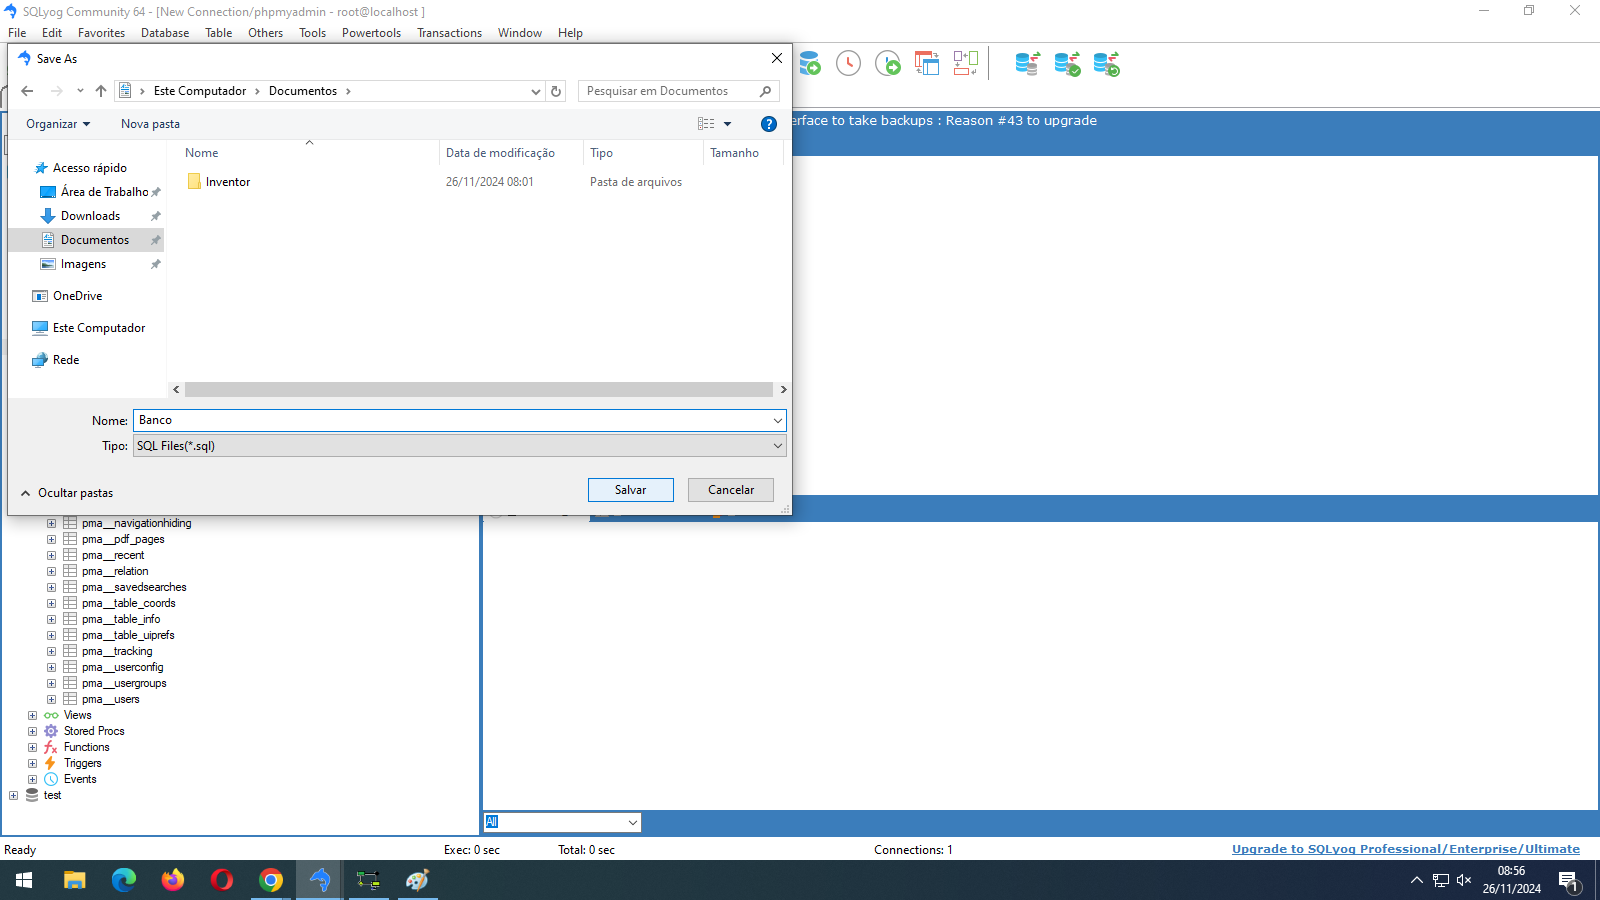 SQLyog Community 64 - [New Connection/phpmyadmin - root@localhost ]
File Edit Favorites Database Table Others Tools Powertools Transactions Window Help
Save As
Este Computador Documentos
Pesquisar em Documentos
Organizar Nova pasta
erface to take backups : Reason #43 to upgrade
Nome Data de modificação Tipo Tamanho
Inventor 26/11/2024 08:01 Pasta de arquivos
Acesso rápido
Área de Trabalho
Downloads
Documentos
Imagens
OneDrive
Este Computador
Rede
Nome: Banco
Tipo: SQL Files(*.sql)
Ocultar pastas
Salvar Cancelar
pma__navigationhiding
pma__pdf_pages
pma__recent
pma__relation
pma__savedsearches
pma__table_coords
pma__table_info
pma__table_uiprefs
pma__tracking
pma__userconfig
pma__usergroups
pma__users
Views
Stored Procs
Functions
Triggers
Events
test
All
Ready Exec: 0 sec Total: 0 sec Connections: 1 Upgrade to SQLyog Professional/Enterprise/Ultimate
08:56
26/11/2024
1